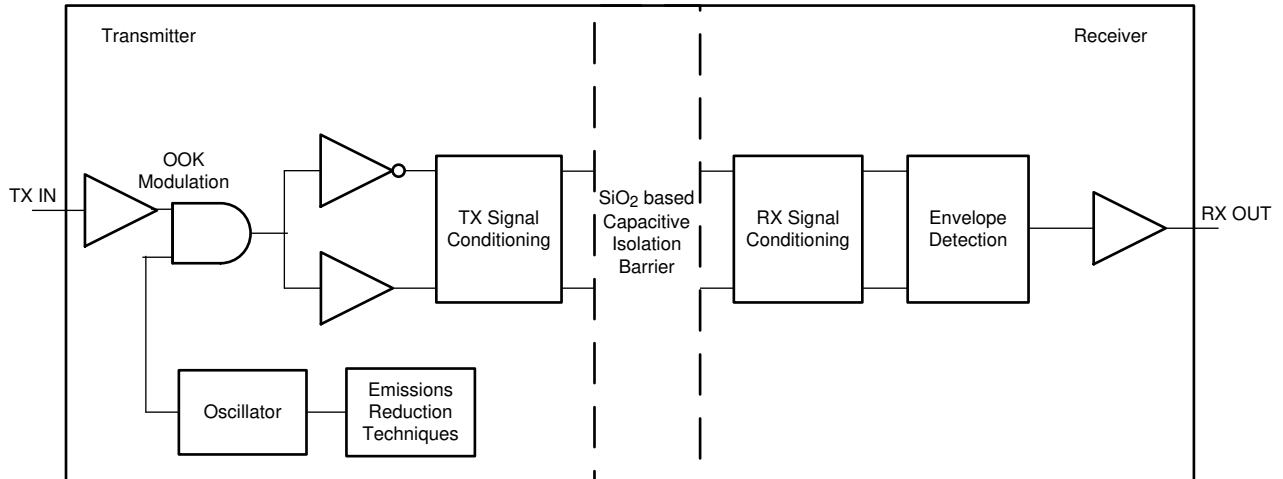 Transmitter
Receiver
OOK
Modulation
TX IN
TX Signal
Conditioning
SiO2 based
Capacitive
Isolation
Barrier
RX Signal
Conditioning
Envelope
Detection
RX OUT
Oscillator
Emissions
Reduction
Techniques